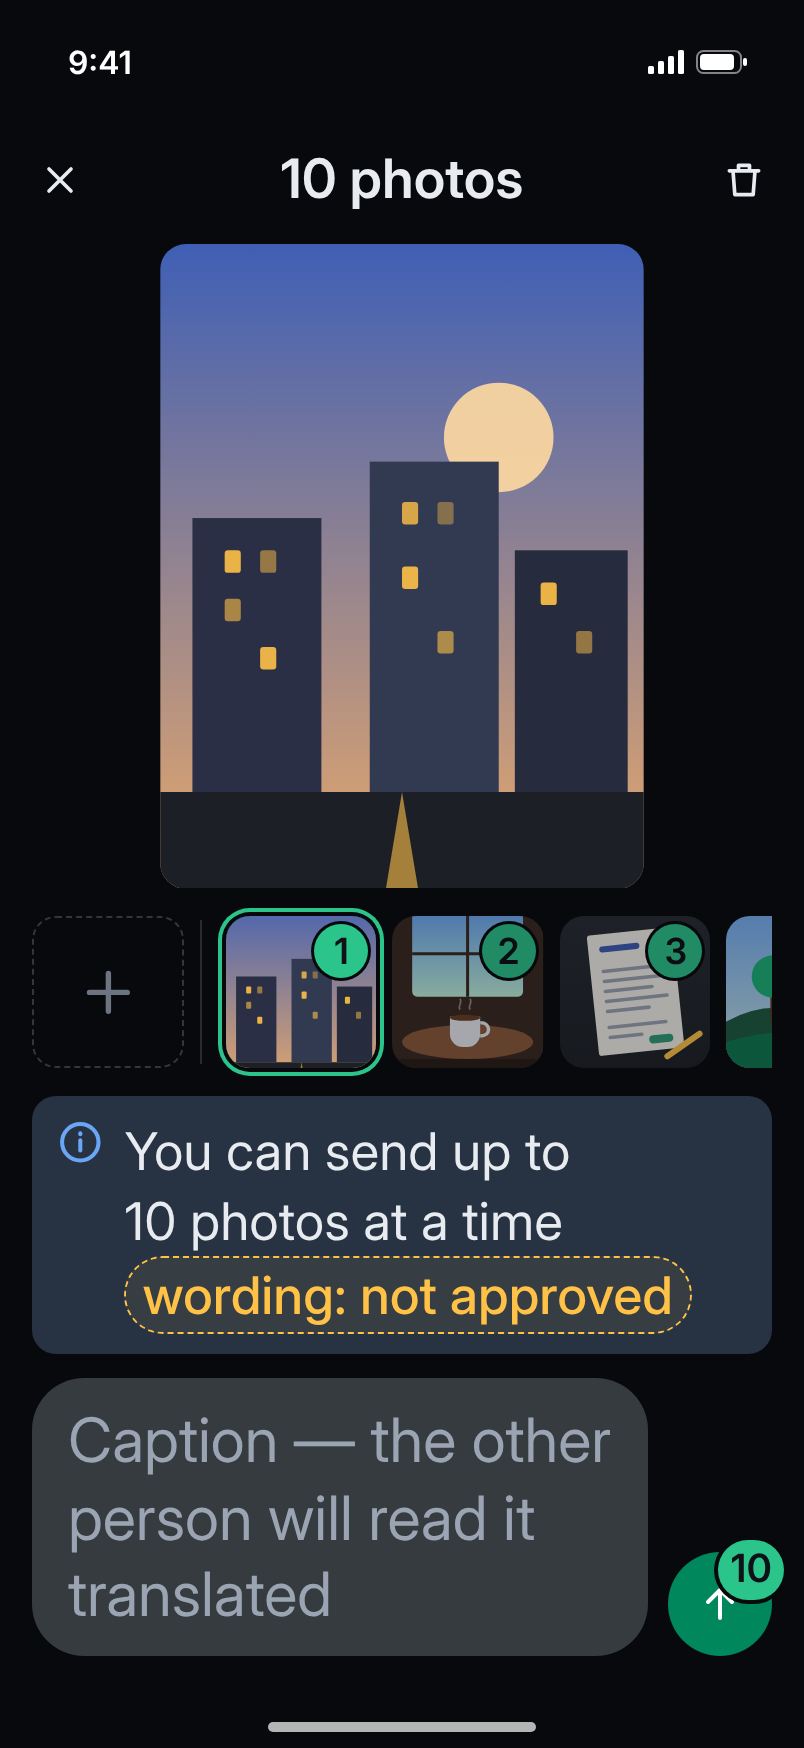 9:41
10 photos
1
2
3
You can send up to
10 photos at a time
wording: not approved
Caption — the other
person will read it
translated
10